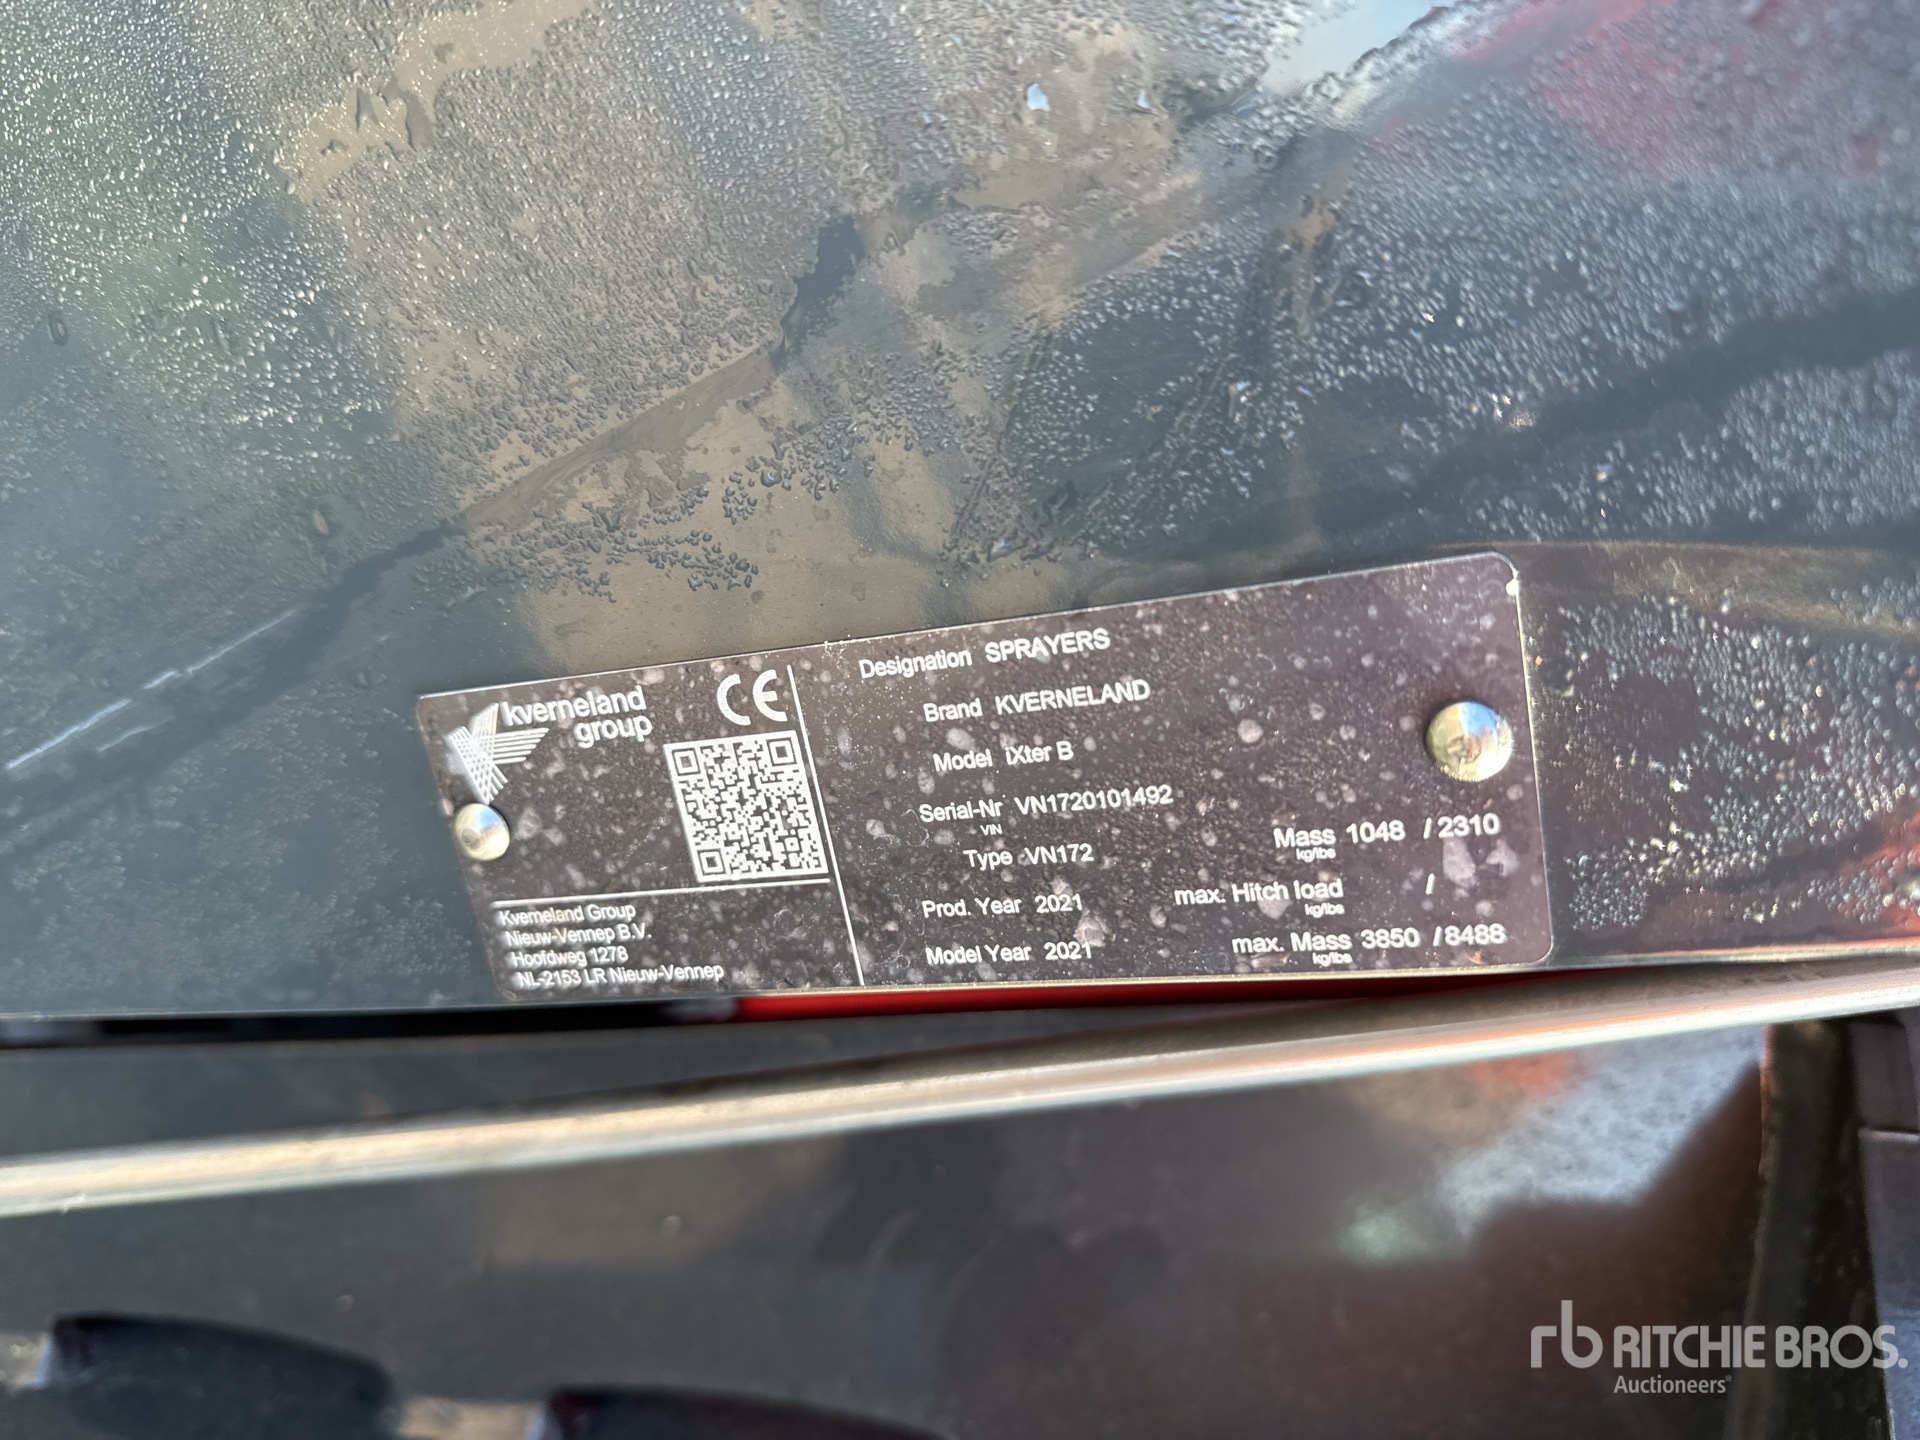 kverneland
group
CE
Kverneland Group
Nieuw-Vennep B.V.
Hoofdweg 1278
NL-2153 LR Nieuw-Vennep
Designation SPRAYERS
Brand KVERNELAND
Model iXter B
Serial-Nr VN1720101492
VIN
Type VN172
Prod. Year 2021
Model Year 2021
Mass 1048 / 2310
kg/lbs
max. Hitch load /
kg/lbs
max. Mass 3850 / 8488
kg/lbs
rb RITCHIE BROS.
Auctioneers